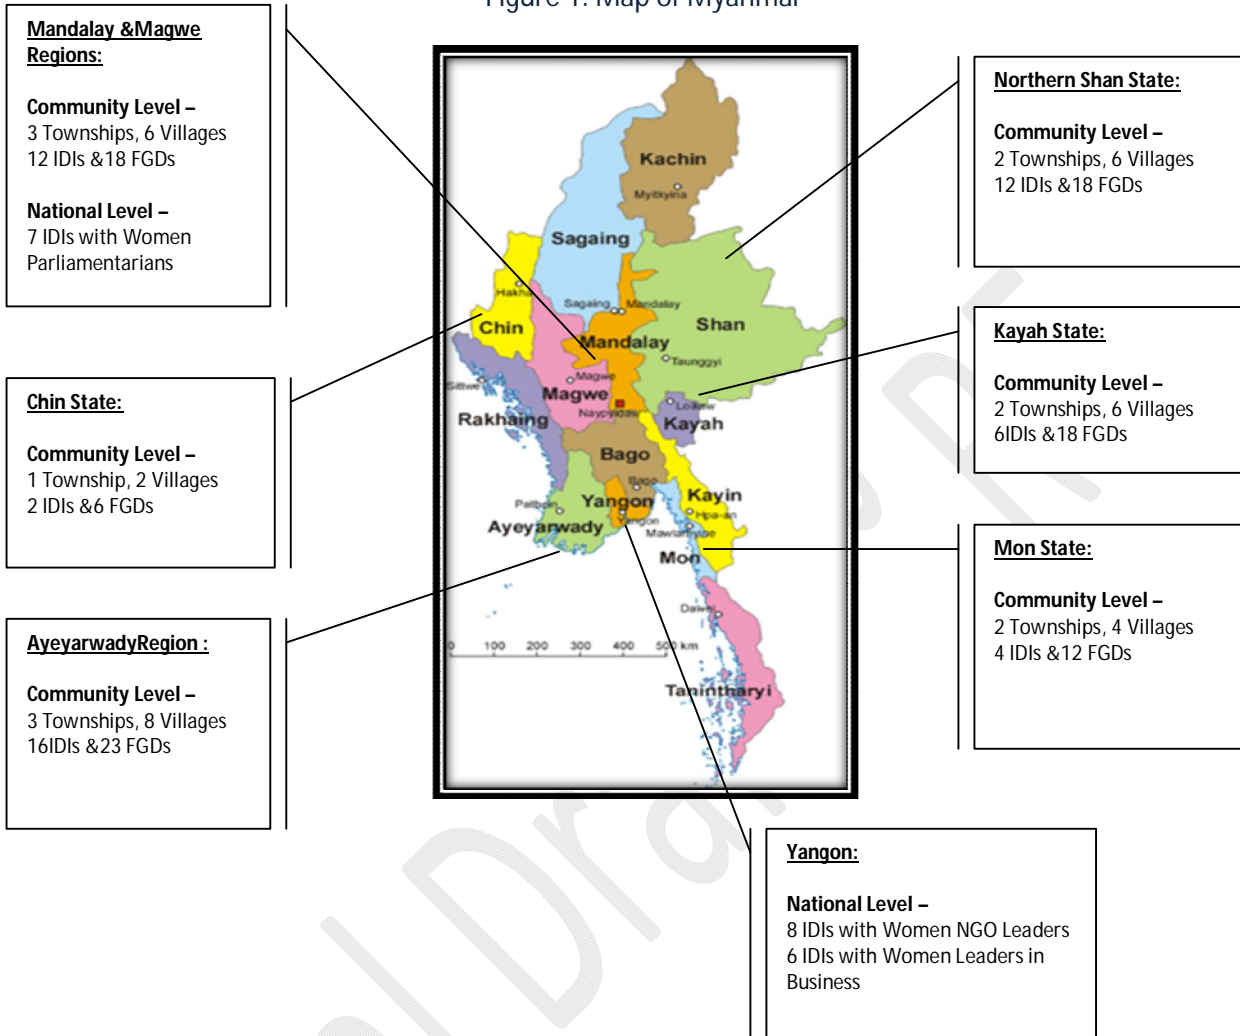 Figure 1: Map of Myanmar
Mandalay &Magwe
Regions:
Community Level –
3 Townships, 6 Villages
12 IDIs &18 FGDs
National Level –
7 IDIs with Women
Parliamentarians
Chin State:
Community Level –
1 Township, 2 Villages
2 IDIs &6 FGDs
AyeyarwadyRegion :
Community Level –
3 Townships, 8 Villages
16IDIs &23 FGDs
Kachin
Myitkyina
Sagaing
Hakha
Sagaing
Mandalay
Chin
Shan
Mandalay
Taunggyi
Sittwe
Magwe
Magwe
Loikaw
Naypyidaw
Rakhaing
Kayah
Bago
Bago
Kayin
Pathein
Yangon
Hpa-an
Yangon
Ayeyarwady
Mawlamyine
Mon
Dawei
0 100 200 300 400 500 km
Tanintharyi
Northern Shan State:
Community Level –
2 Townships, 6 Villages
12 IDIs &18 FGDs
Kayah State:
Community Level –
2 Townships, 6 Villages
6IDIs &18 FGDs
Mon State:
Community Level –
2 Townships, 4 Villages
4 IDIs &12 FGDs
Yangon:
National Level –
8 IDIs with Women NGO Leaders
6 IDIs with Women Leaders in
Business